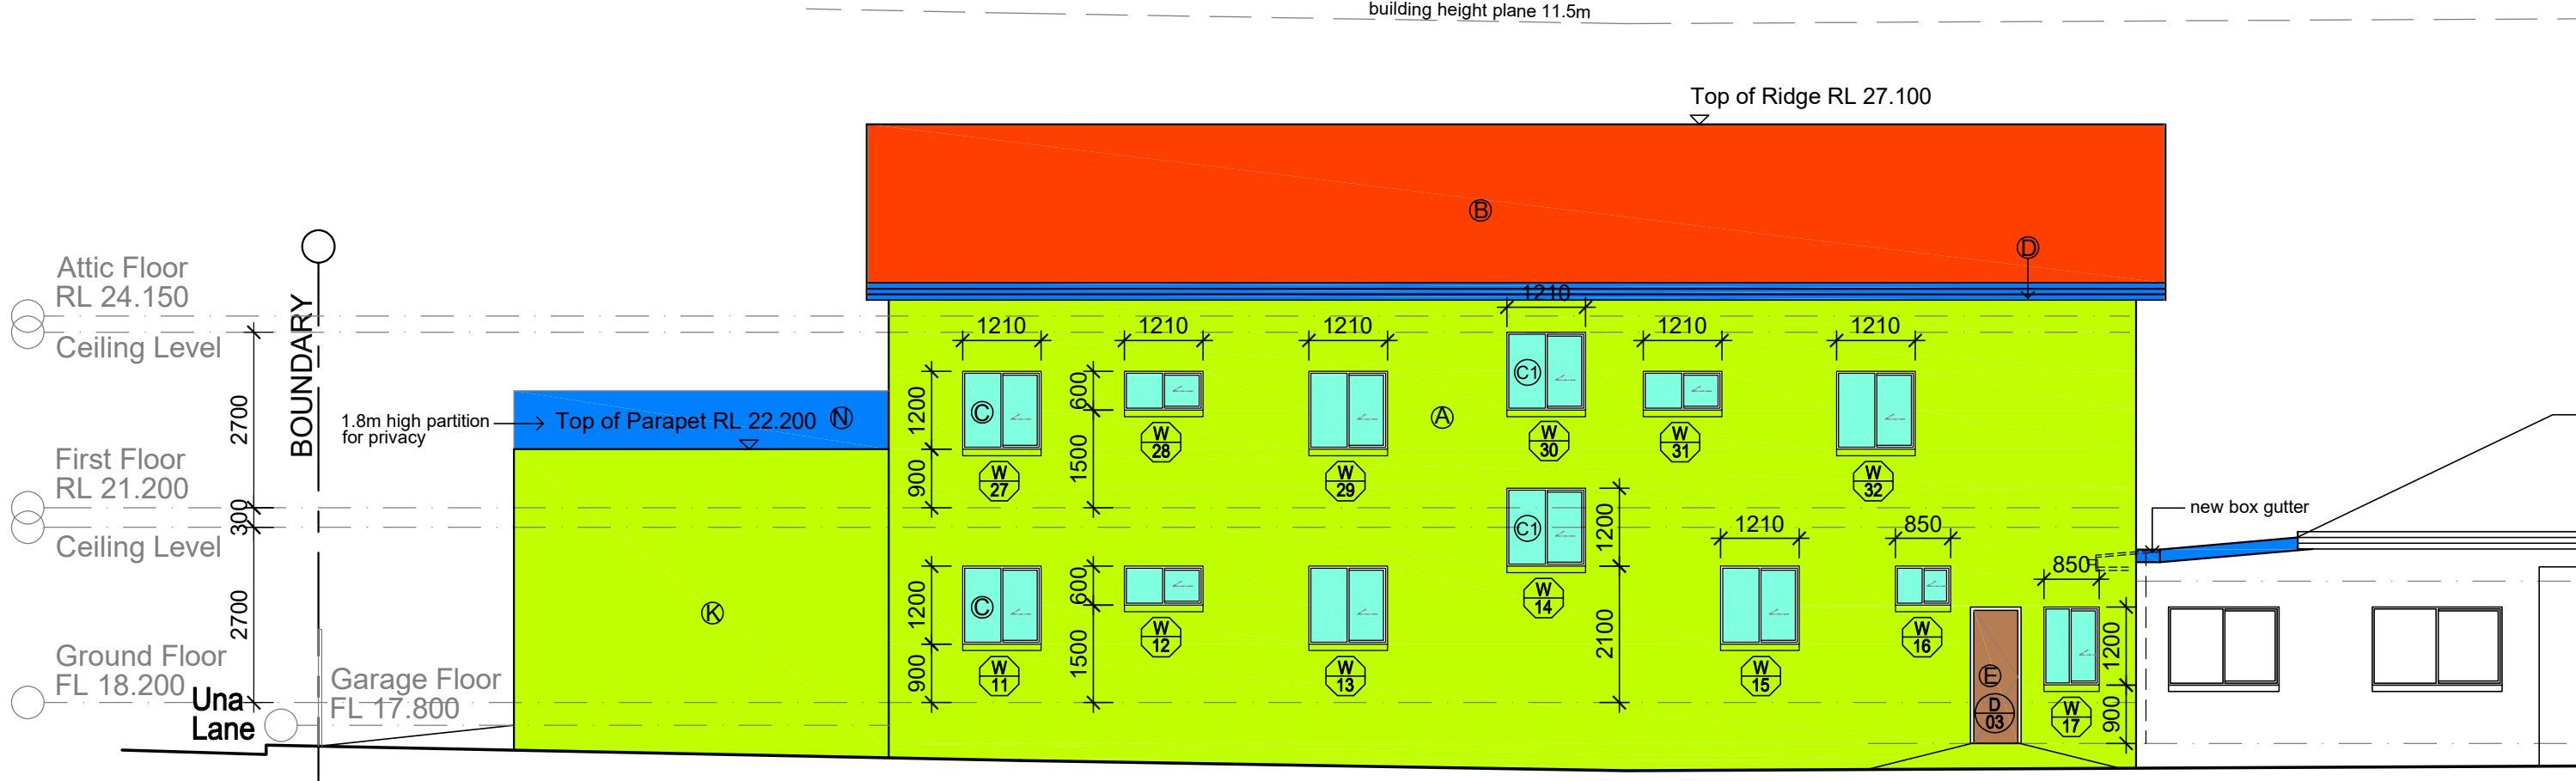 building height plane 11.5m
Top of Ridge RL 27.100
B
D
Attic Floor
RL 24.150
Ceiling Level
BOUNDARY
2700
1.8m high partition
for privacy
Top of Parapet RL 22.200
N
First Floor
RL 21.200
300
Ceiling Level
2700
Ground Floor
FL 18.200
Una
Lane
Garage Floor
FL 17.800
K
1210
1210
1210
1210
1210
1210
1200
900
600
1500
C
C1
A
W
27
W
28
W
29
W
30
W
31
W
32
C1
1200
2100
1210
850
850
new box gutter
1200
900
600
1500
C
W
11
W
12
W
13
W
14
W
15
W
16
E
D
03
W
17
1200
900